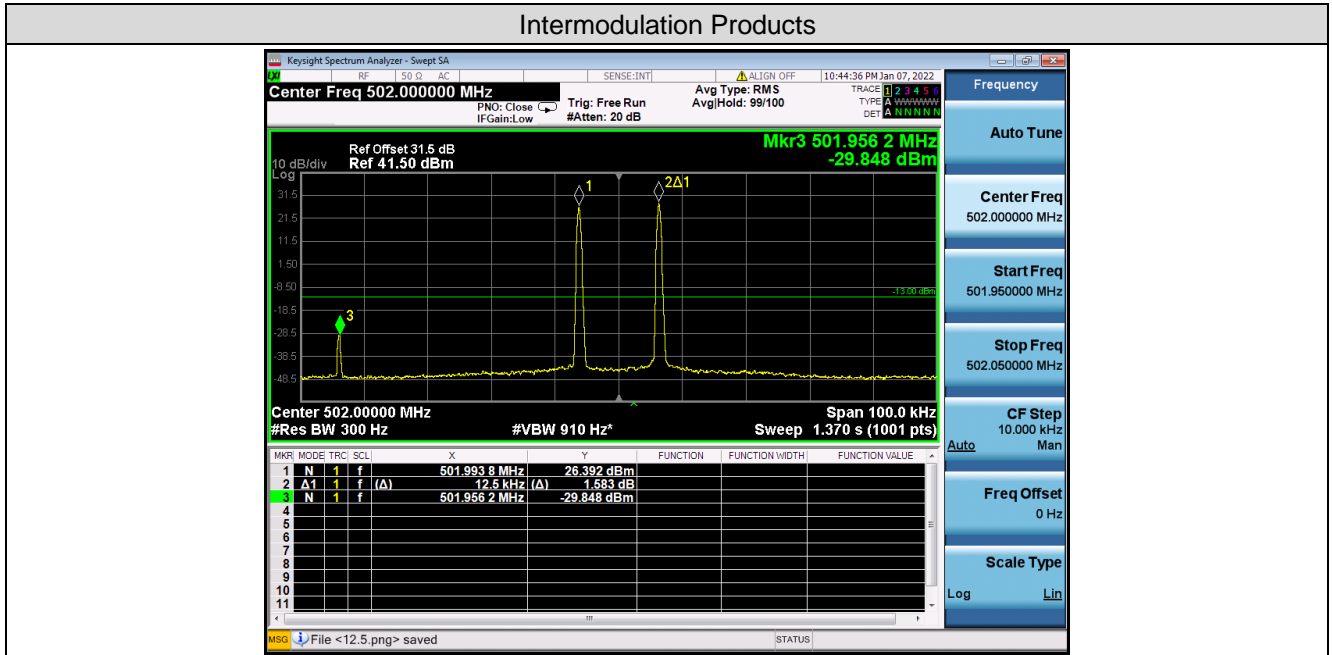 Intermodulation Products
Keysight Spectrum Analyzer - Swept SA
LXI RF 50 Ω AC SENSE:INT ALIGN OFF 10:44:36 PM Jan 07, 2022
Center Freq 502.000000 MHz
PNO: Close
IFGain:Low
Trig: Free Run
#Atten: 20 dB
Avg Type: RMS
Avg|Hold: 99/100
TRACE 1 2 3 4 5 6
TYPE A WWWWW
DET A N N N N N
Mkr3 501.956 2 MHz
-29.848 dBm
Ref Offset 31.5 dB
10 dB/div Ref 41.50 dBm
Log
1
2Δ1
31.5
21.5
11.5
1.50
-8.50
-13.00 dBm
-18.5
3
-28.5
-38.5
-48.5
Center 502.00000 MHz Span 100.0 kHz
#Res BW 300 Hz #VBW 910 Hz* Sweep 1.370 s (1001 pts)
MKR MODE TRC SCL X Y FUNCTION FUNCTION WIDTH FUNCTION VALUE
1 N 1 f 501.993 8 MHz 26.392 dBm
2 Δ1 1 f (Δ) 12.5 kHz (Δ) 1.583 dB
3 N 1 f 501.956 2 MHz -29.848 dBm
4
5
6
7
8
9
10
11
MSG File <12.5.png> saved STATUS
Frequency
Auto Tune
Center Freq
502.000000 MHz
Start Freq
501.950000 MHz
Stop Freq
502.050000 MHz
CF Step
10.000 kHz
Auto Man
Freq Offset
0 Hz
Scale Type
Log Lin